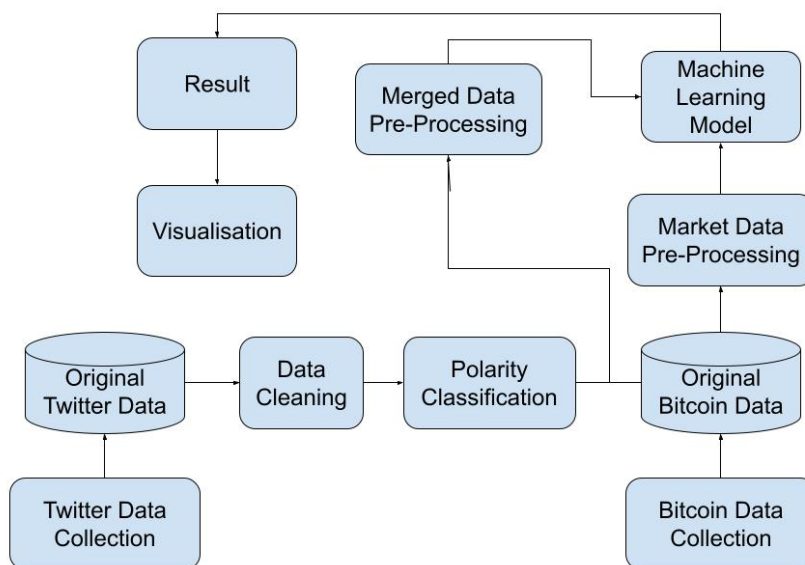 Result
Merged Data
Pre-Processing
Machine
Learning
Model
Visualisation
Market Data
Pre-Processing
Original
Twitter Data
Data
Cleaning
Polarity
Classification
Original
Bitcoin Data
Twitter Data
Collection
Bitcoin Data
Collection